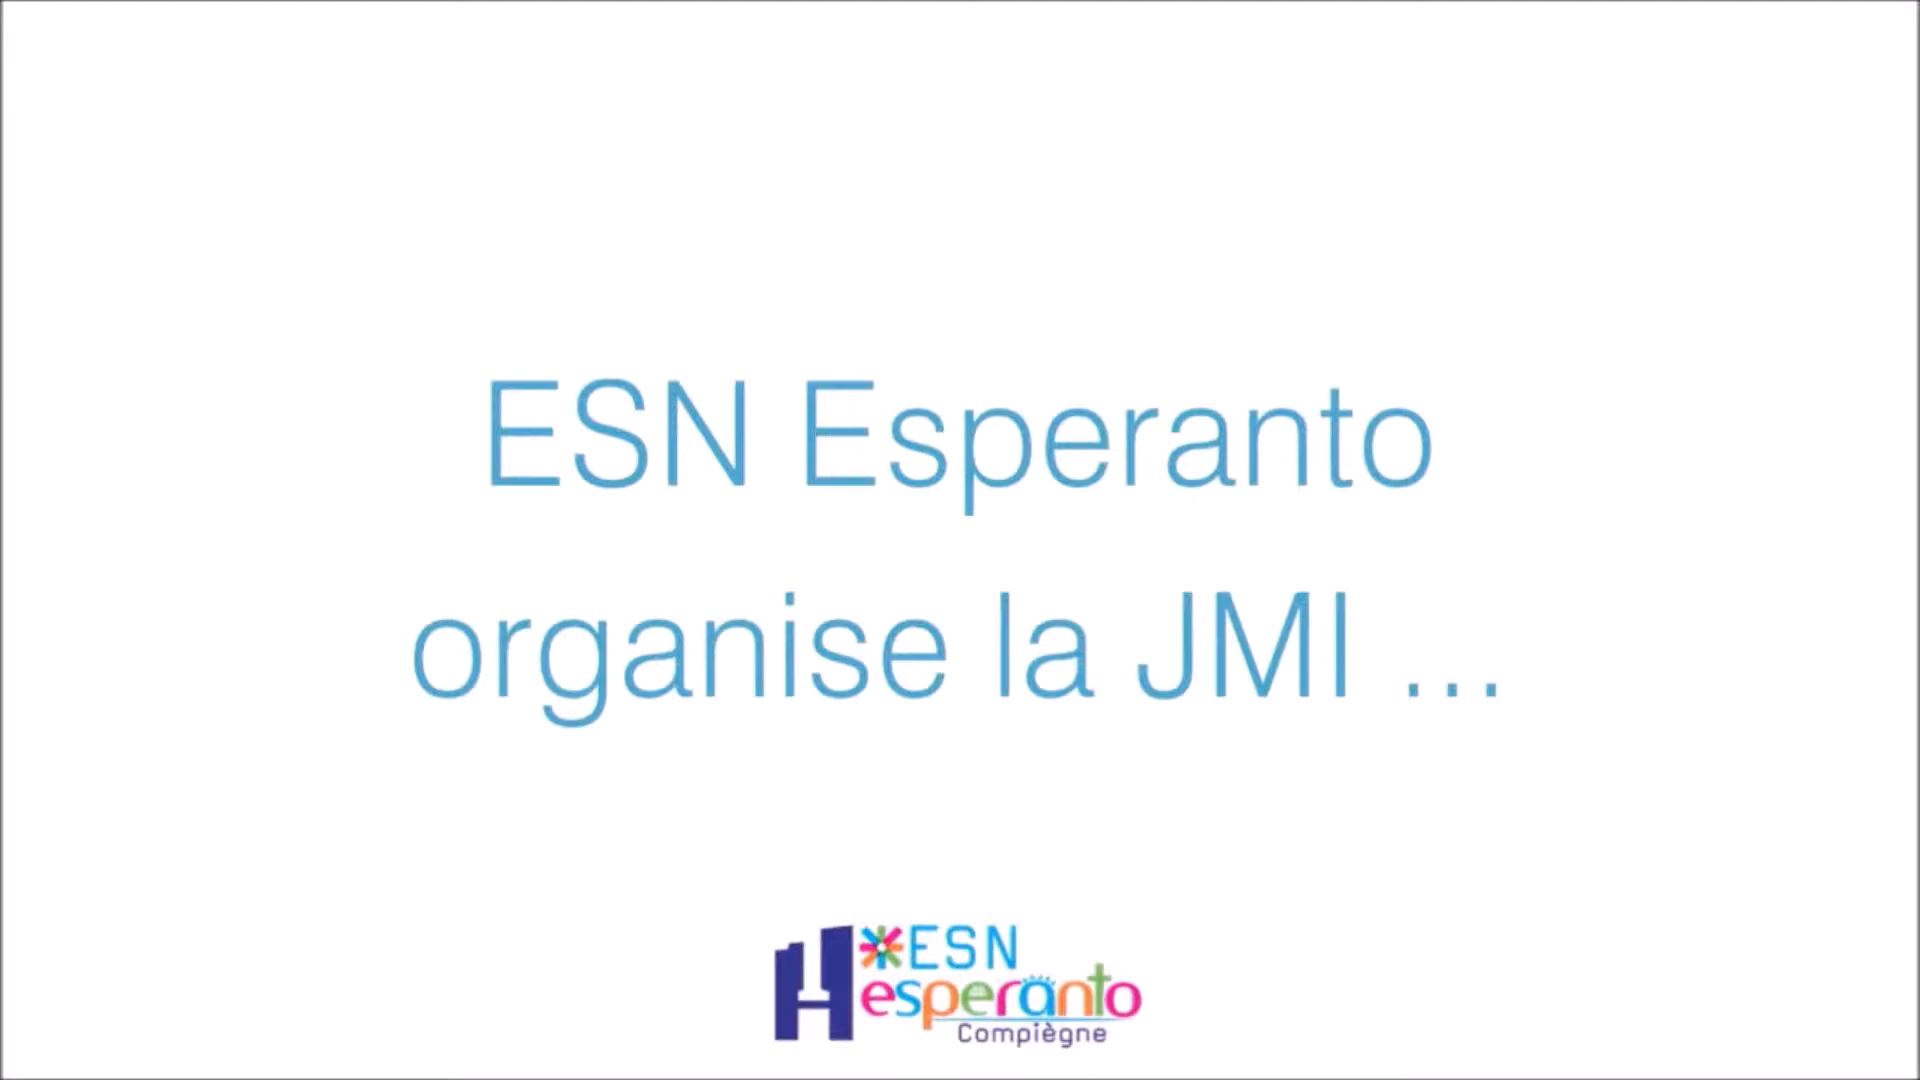 ESN Esperanto
organise la JMI ...
ESN
esperanto
Compiègne